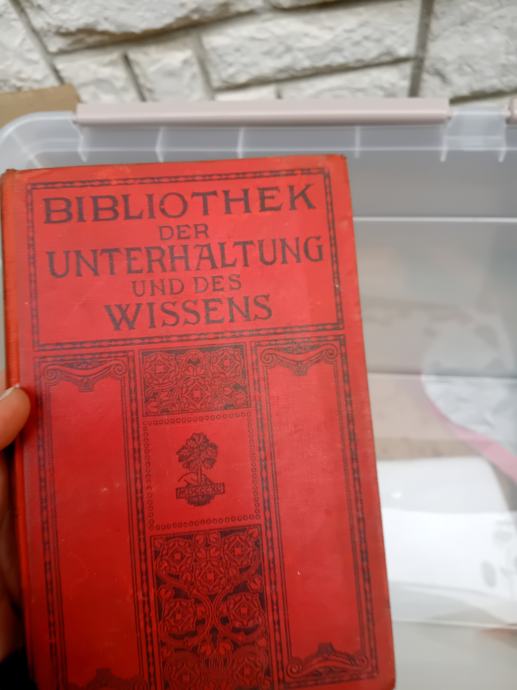 BIBLIOTHEK
DER
UNTERHALTUNG
UND DES
WISSENS